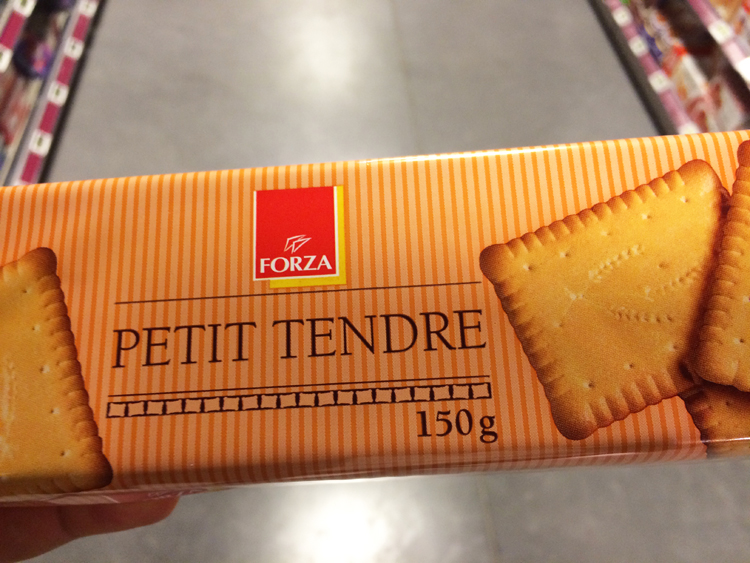 FORZA
PETIT TENDRE
150g